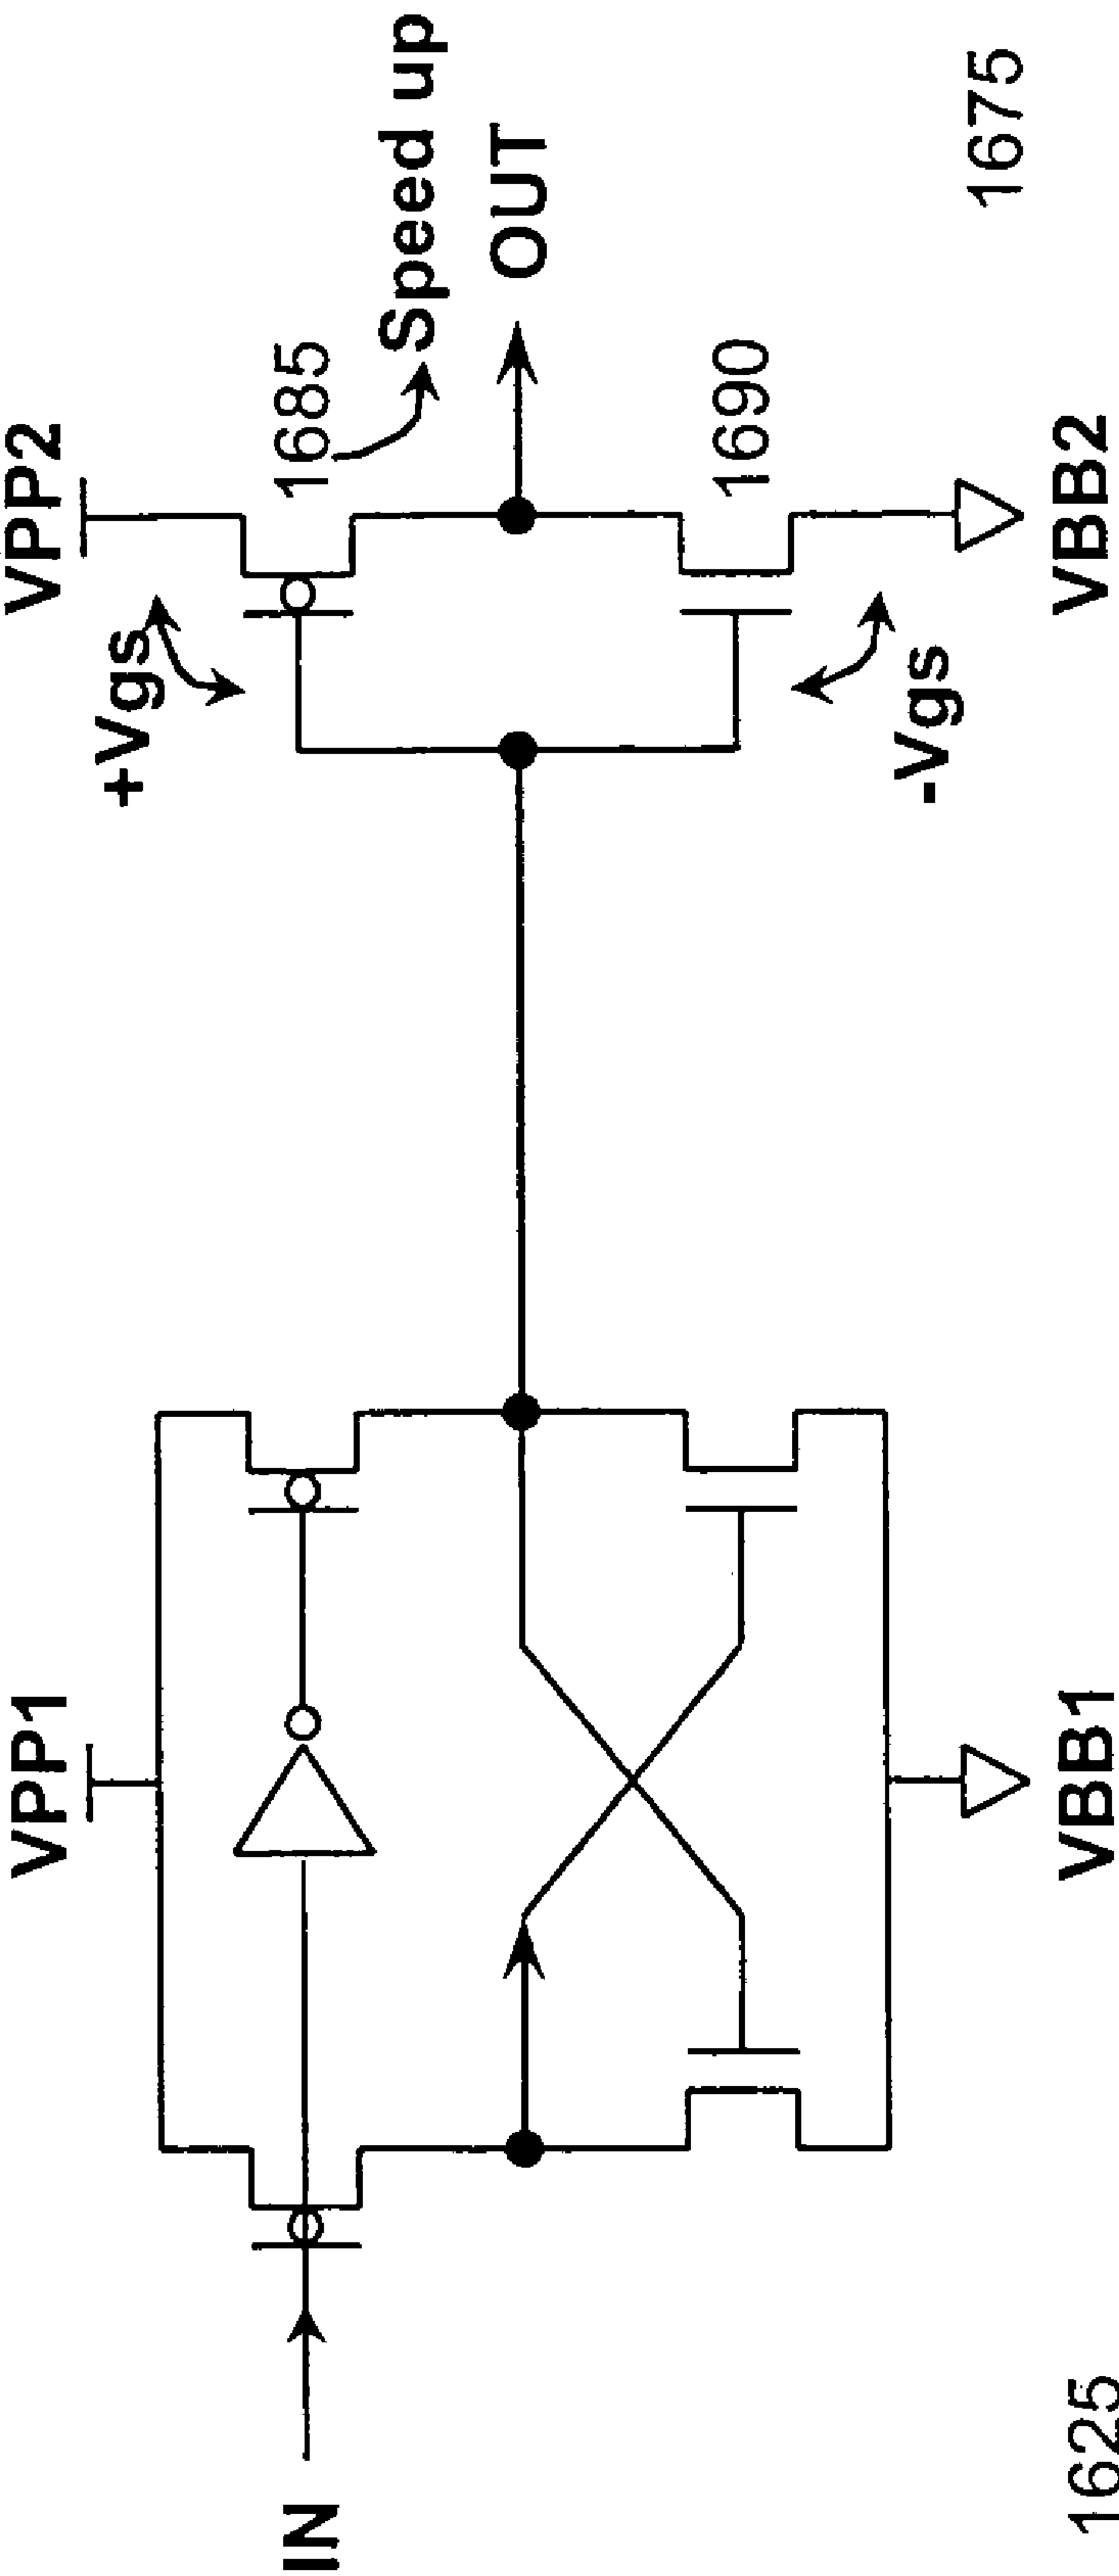 VPP1
VPP2
+Vgs
1685
Speed up
IN
OUT
1690
-Vgs
VBB1
VBB2
1625
1675